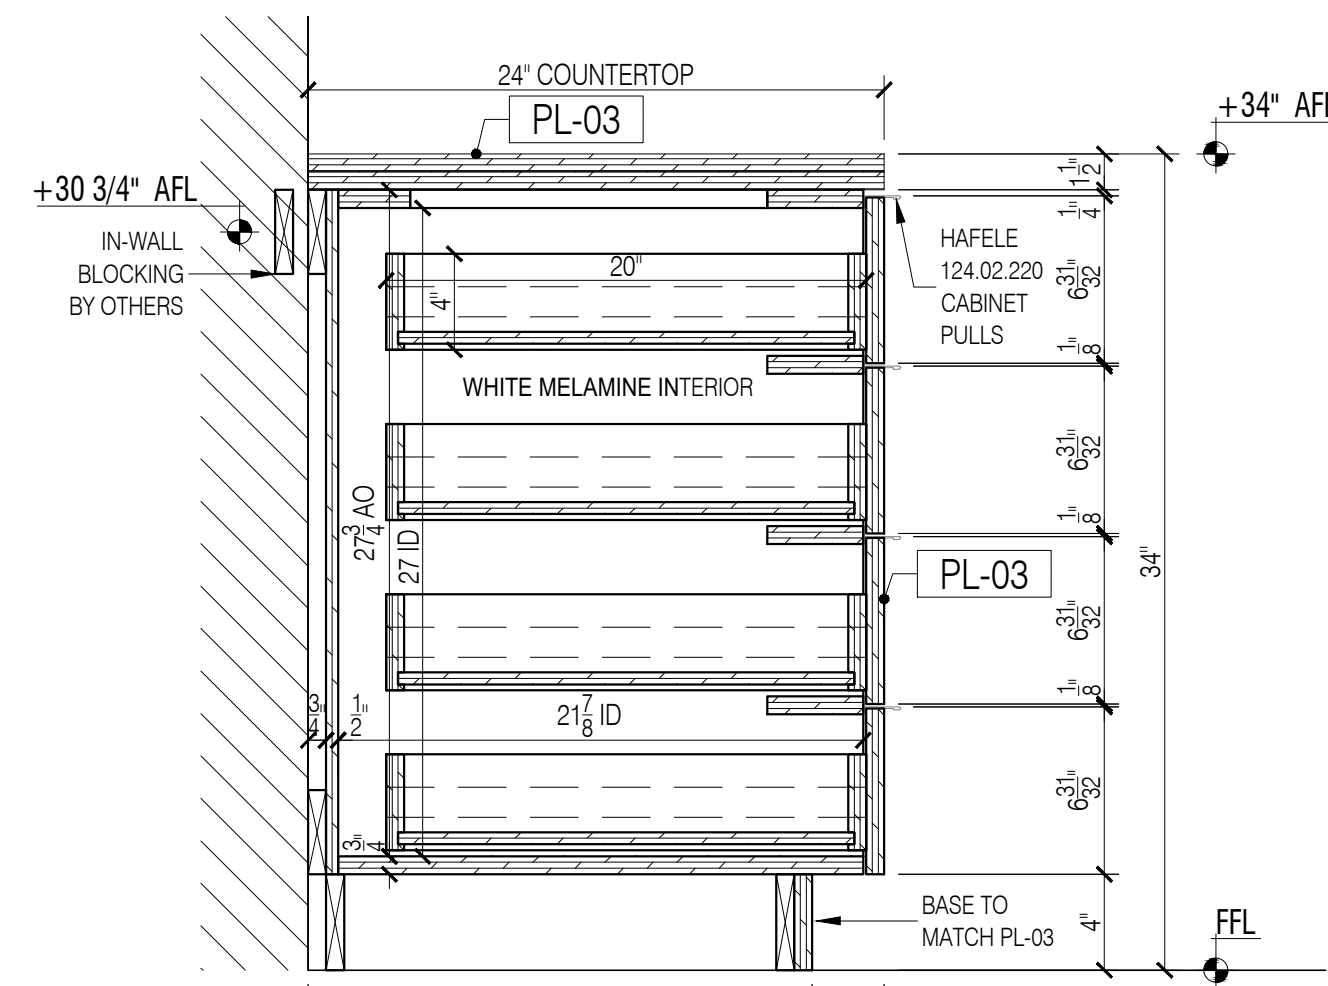 24" COUNTERTOP
PL-03
+34" AFL
+30 3/4" AFL
IN-WALL
BLOCKING
BY OTHERS
1 1/2"
1/4"
HAFELE
124.02.220
CABINET
PULLS
20"
4"
6 31/32"
1/8"
WHITE MELAMINE INTERIOR
6 31/32"
1/8"
27 3/4 AO
27 ID
PL-03
34"
6 31/32"
1/8"
3/4"
1/2"
21 7/8 ID
6 31/32"
3/4"
BASE TO
MATCH PL-03
4"
FFL